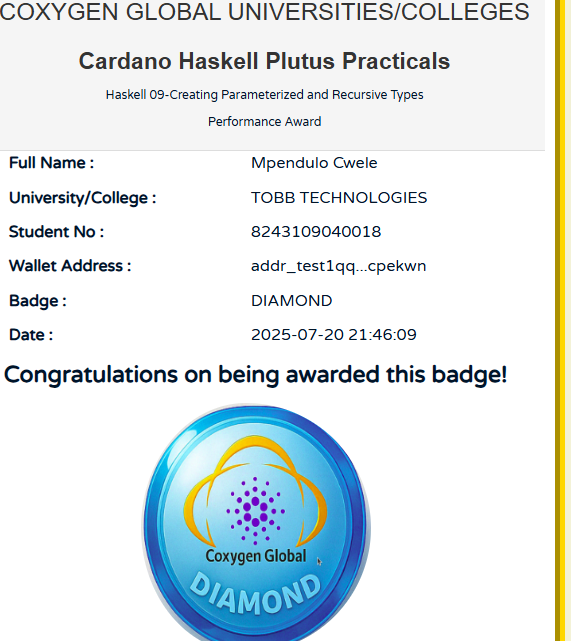 COXYGEN GLOBAL UNIVERSITIES/COLLEGES
Cardano Haskell Plutus Practicals
Haskell 09-Creating Parameterized and Recursive Types
Performance Award
Full Name : Mpendulo Cwele
University/College : TOBB TECHNOLOGIES
Student No : 8243109040018
Wallet Address : addr_test1qq...cpekwn
Badge : DIAMOND
Date : 2025-07-20 21:46:09
Congratulations on being awarded this badge!
Coxygen Global
DIAMOND